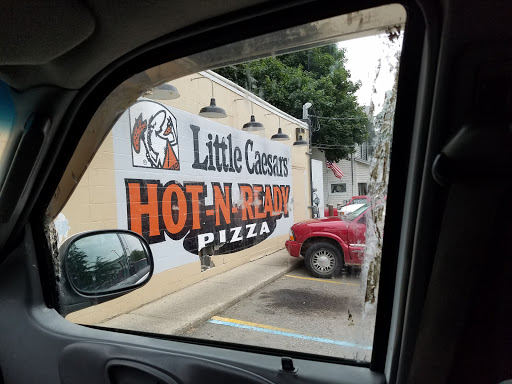 Little Caesars
HOT-N-READY
PIZZA